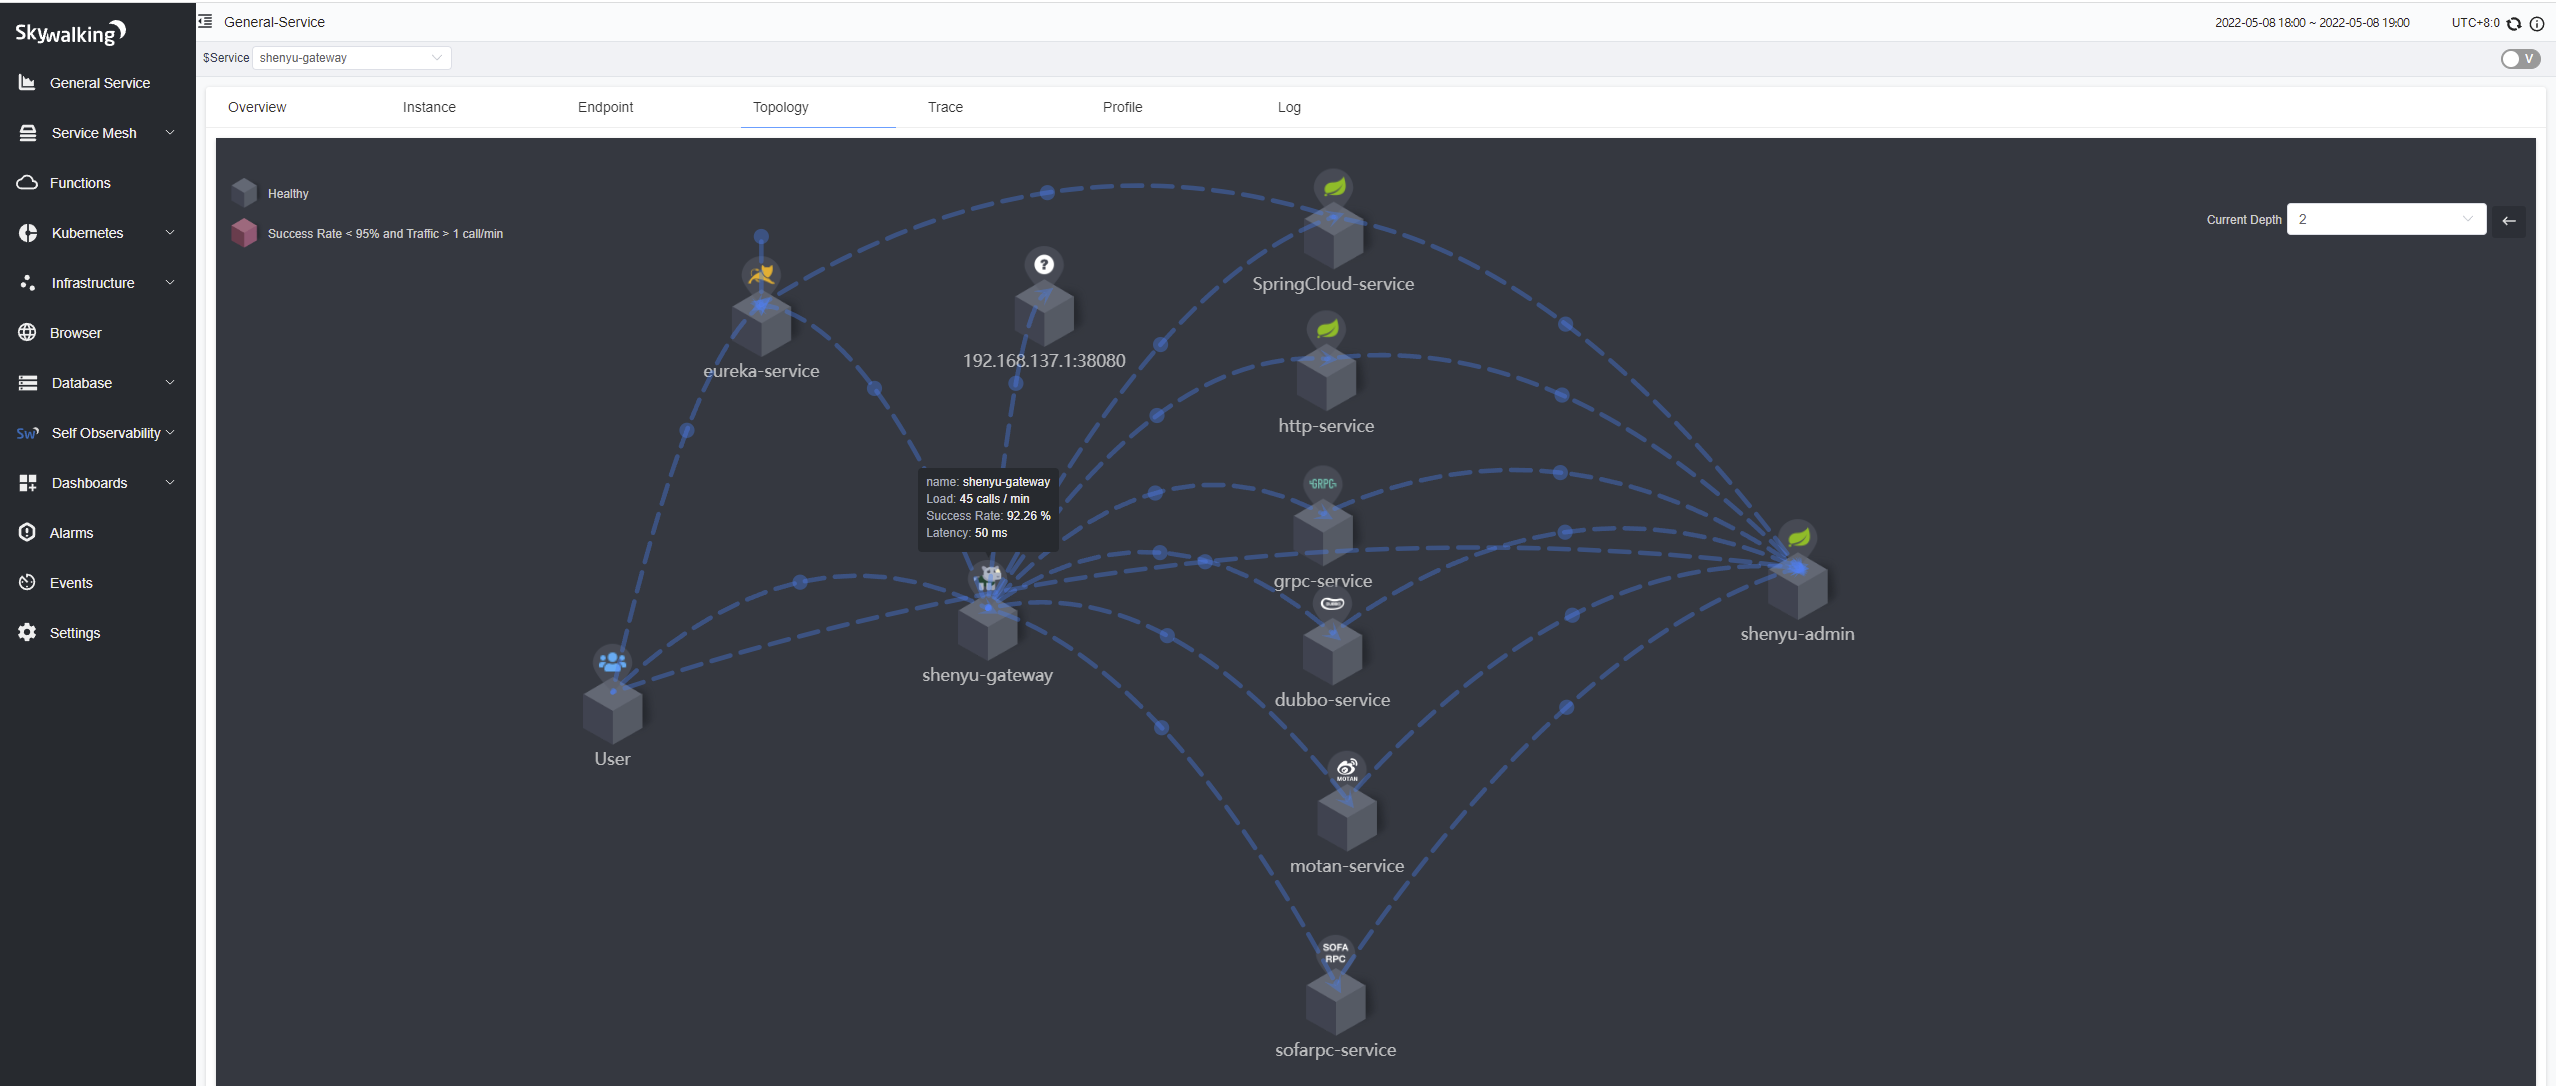 Skywalking
General Service
Service Mesh
Functions
Kubernetes
Infrastructure
Browser
Database
Sw Self Observability
Dashboards
Alarms
Events
Settings
General-Service
2022-05-08 18:00 ~ 2022-05-08 19:00
UTC+8:0
$Service
shenyu-gateway
V
Overview
Instance
Endpoint
Topology
Trace
Profile
Log
Healthy
Success Rate < 95% and Traffic > 1 call/min
Current Depth
2
SpringCloud-service
?
192.168.137.1:38080
eureka-service
http-service
name: shenyu-gateway
Load: 45 calls / min
Success Rate: 92.26 %
Latency: 50 ms
GRPC
grpc-service
shenyu-admin
shenyu-gateway
dubbo-service
User
MOTAN
motan-service
SOFA
RPC
sofarpc-service